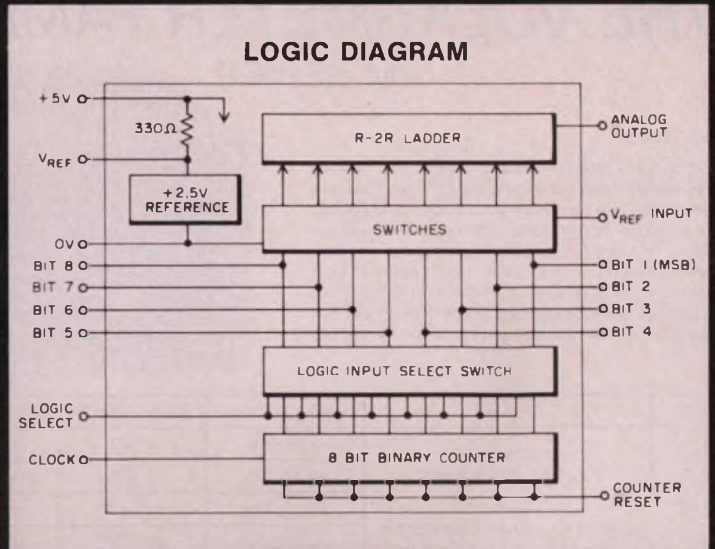 LOGIC DIAGRAM
+5V
330Ω
VREF
+2.5V
REFERENCE
0V
BIT 8
BIT 7
BIT 6
BIT 5
LOGIC
SELECT
CLOCK
R-2R LADDER
SWITCHES
LOGIC INPUT SELECT SWITCH
8 BIT BINARY COUNTER
ANALOG
OUTPUT
VREF INPUT
BIT 1 (MSB)
BIT 2
BIT 3
BIT 4
COUNTER
RESET